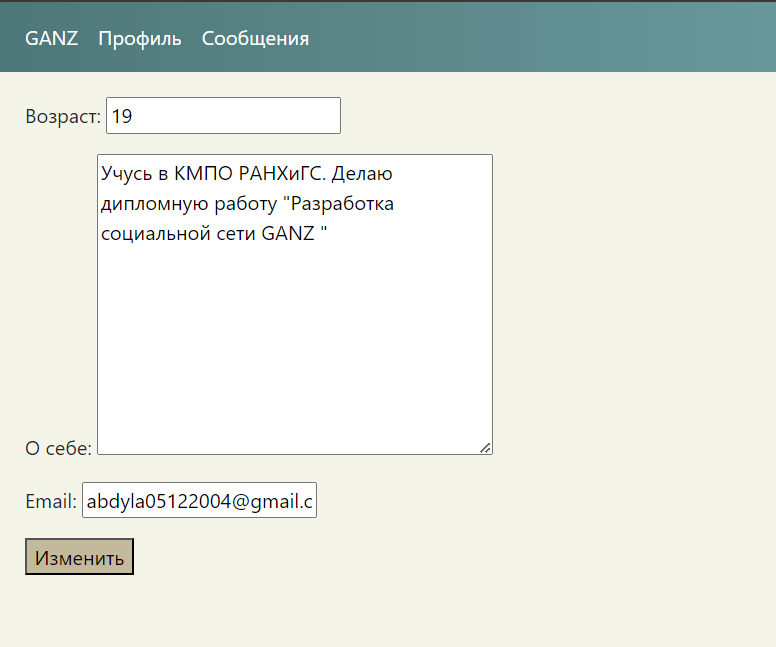 GANZ Профиль Сообщения
Возраст: 19
Учусь в КМПО РАНХиГС. Делаю
дипломную работу "Разработка
социальной сети GANZ "
О себе:
Email: abdyla05122004@gmail.c
Изменить